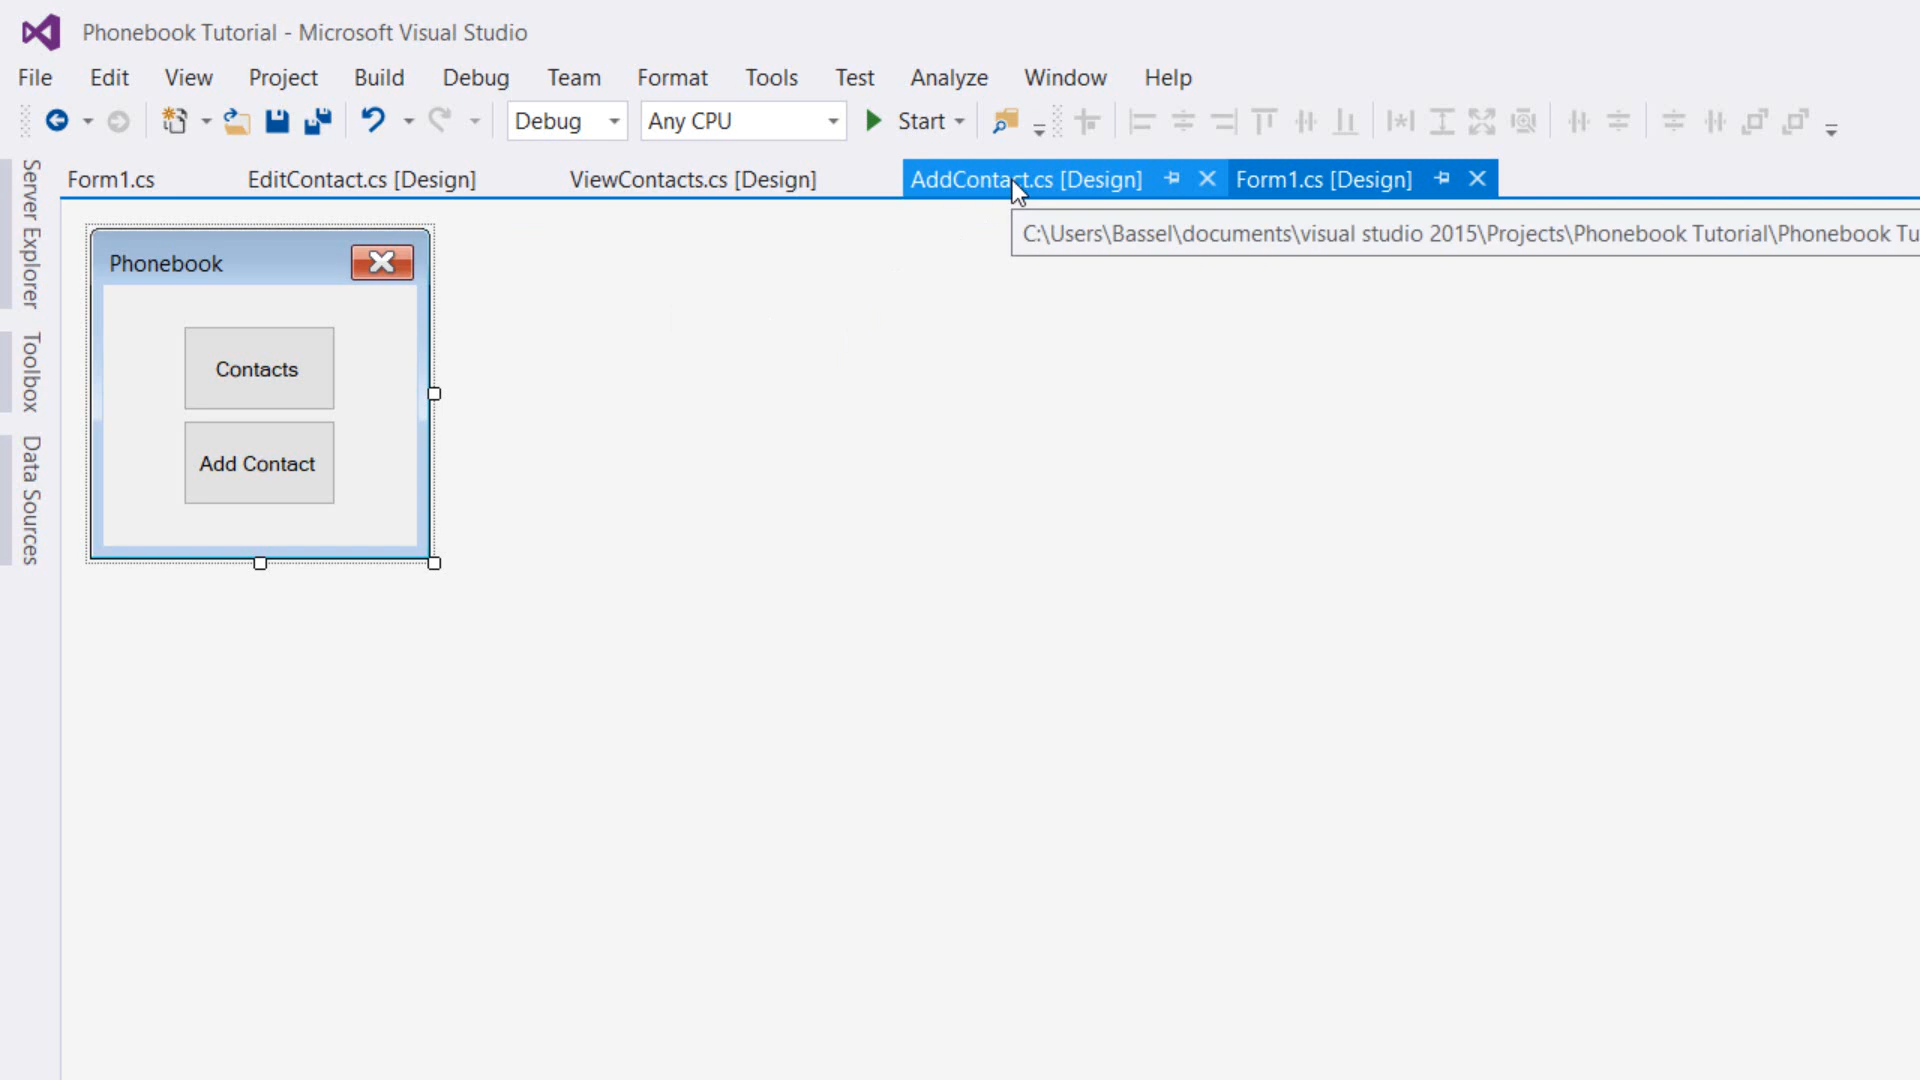 Phonebook Tutorial - Microsoft Visual Studio
File Edit View Project Build Debug Team Format Tools Test Analyze Window Help
Debug Any CPU Start
Form1.cs EditContact.cs [Design] ViewContacts.cs [Design] AddContact.cs [Design] Form1.cs [Design]
C:\Users\Bassel\documents\visual studio 2015\Projects\Phonebook Tutorial\Phonebook Tu
Server Explorer
Toolbox
Data Sources
Phonebook
Contacts
Add Contact